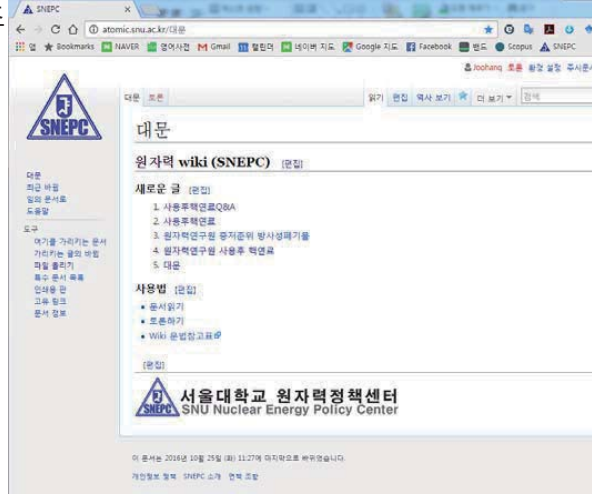 SNEPC
atomic.snu.ac.kr/대문
앱 Bookmarks NAVER 영어사전 Gmail 캘린더 네이버 지도 Google 지도 Facebook 밴드 Scopus SNEPC
Joohang 토론 환경 설정 주시문서
대문 토론 읽기 편집 역사 보기 더 보기 검색
SNEPC
대문
원자력 wiki (SNEPC) [편집]
대문
최근 바뀜
임의 문서로
도움말
도구
여기를 가리키는 문서
가리키는 글의 바뀜
파일 올리기
특수 문서 목록
인쇄용 판
고유 링크
문서 정보
새로운 글 [편집]
1. 사용후핵연료Q&A
2. 사용후핵연료
3. 원자력연구원 중저준위 방사성폐기물
4. 원자력연구원 사용후 핵연료
5. 대문
사용법 [편집]
문서읽기
토론하기
Wiki 문법참고표
[편집]
SNEPC
서울대학교 원자력정책센터
SNU Nuclear Energy Policy Center
이 문서는 2016년 10월 25일 (화) 11:27에 마지막으로 바뀌었습니다.
개인정보 정책 SNEPC 소개 면책 조항